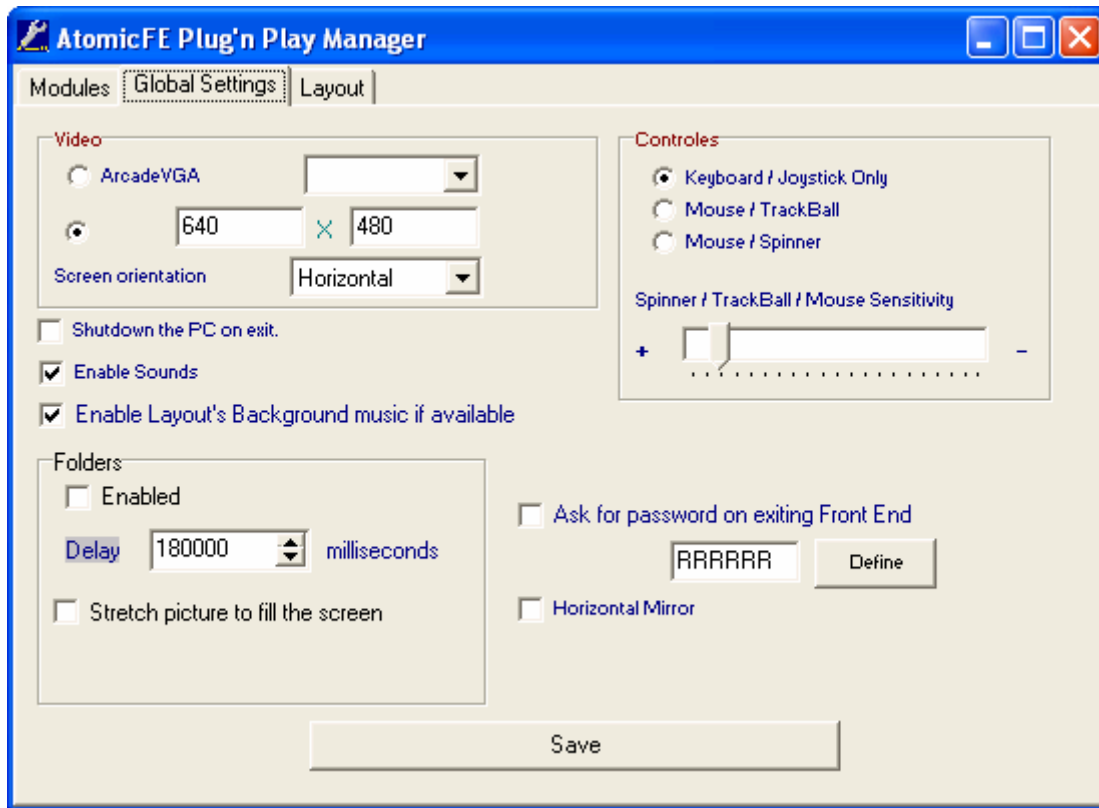 AtomicFE Plug'n Play Manager
Modules Global Settings Layout
Video
ArcadeVGA
640 X 480
Screen orientation Horizontal
Shutdown the PC on exit.
Enable Sounds
Enable Layout's Background music if available
Controles
Keyboard / Joystick Only
Mouse / TrackBall
Mouse / Spinner
Spinner / TrackBall / Mouse Sensitivity
+ -
Folders
Enabled
Delay 180000 milliseconds
Stretch picture to fill the screen
Ask for password on exiting Front End
RRRRRR Define
Horizontal Mirror
Save